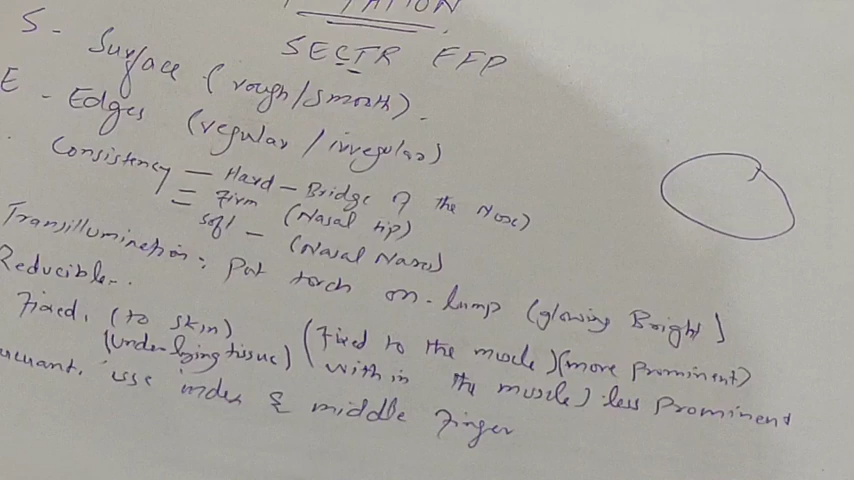 TATION
SECTR FFP
S - Surface (rough/smooth).
E - Edges (regular / irregular)
Consistency - Hard - Bridge of the Nose)
= Firm (Nasal tip)
soft - (Nasal Nares)
Transillumination: Put torch on lump (glowing Bright)
Reducible..
Fixed. (to skin) (Fixed to the muscle) (more Prominent)
(underlying tissue) (within the muscle) less Prominent
use index & middle Finger